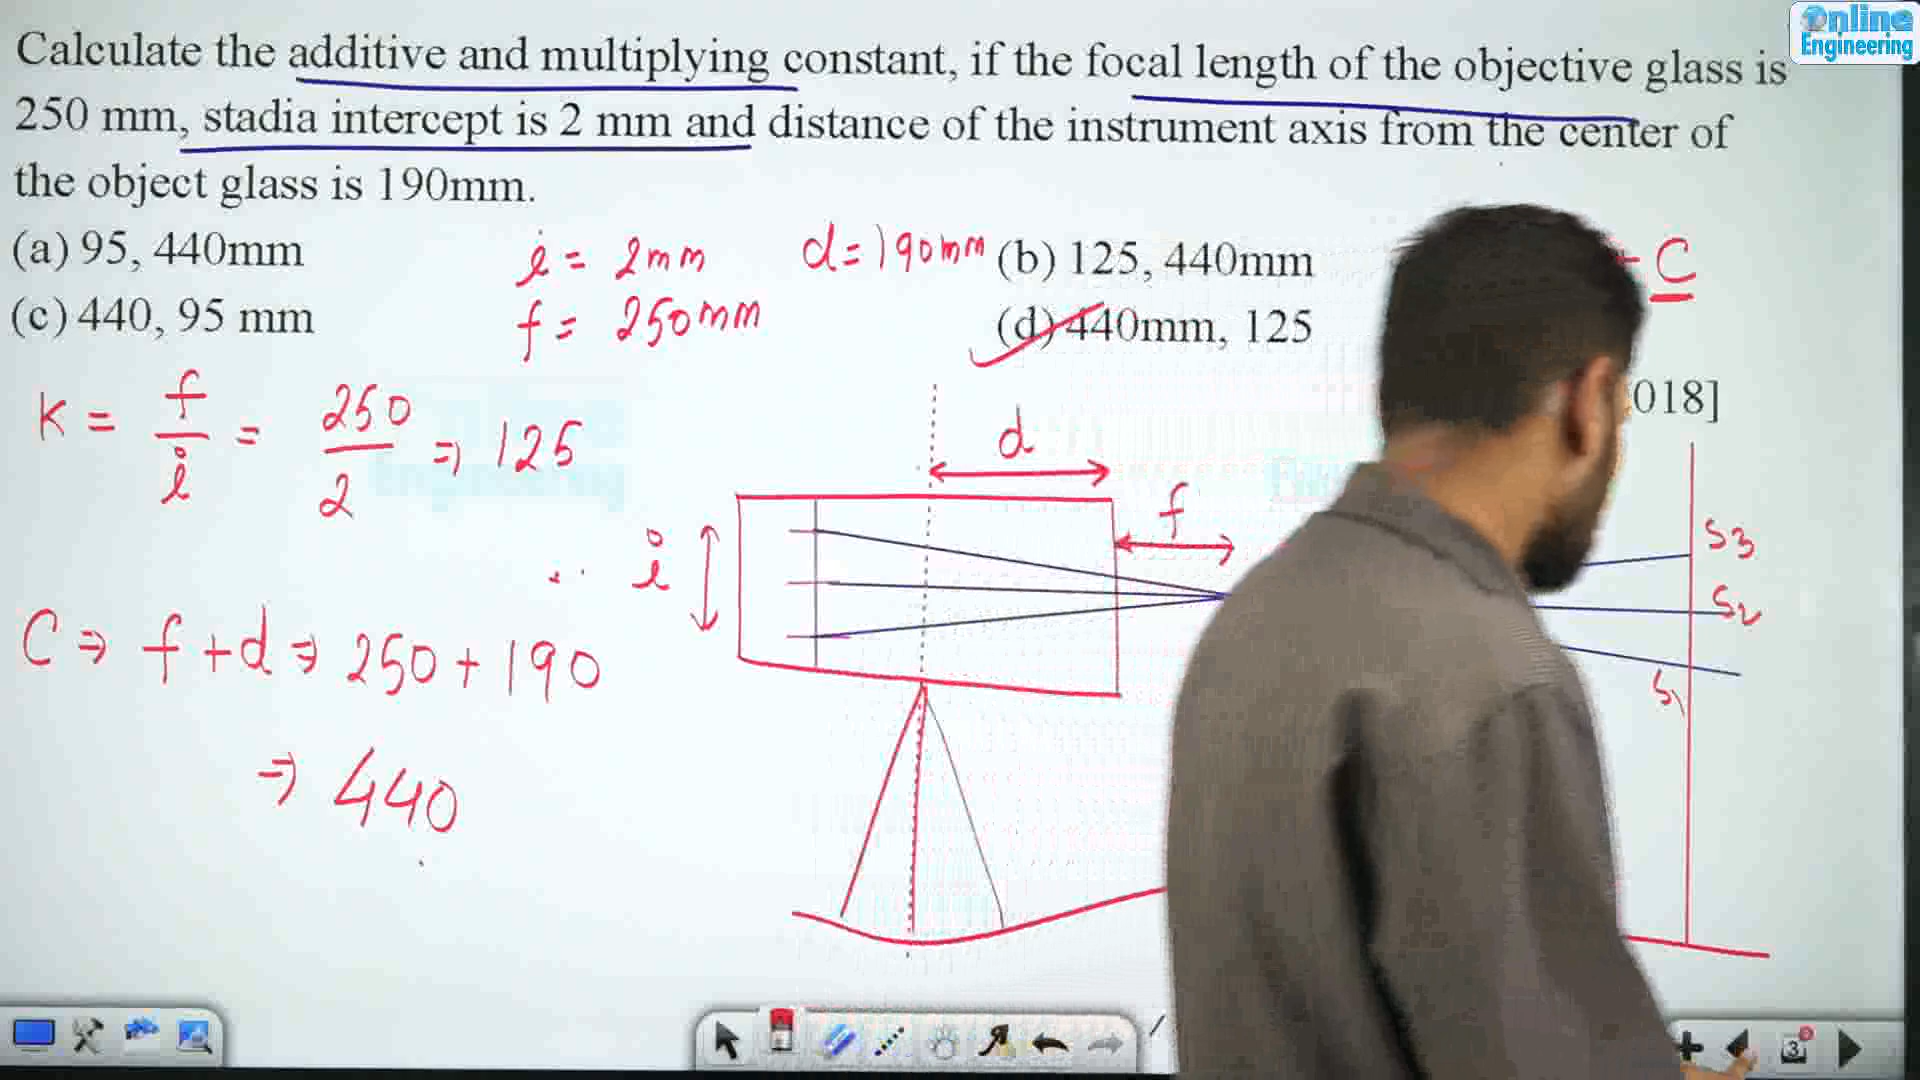 Online
Engineering
Calculate the additive and multiplying constant, if the focal length of the objective glass is
250 mm, stadia intercept is 2 mm and distance of the instrument axis from the center of
the object glass is 190mm.
(a) 95, 440mm
(b) 125, 440mm
(c) 440, 95 mm
(d) 440mm, 125
018]
i = 2mm
d = 190mm
f = 250mm
+ C
K = f/i = 250/2 ⇒ 125
d
f
i
S3
S2
S1
C ⇒ f + d ⇒ 250 + 190
⇒ 440
3